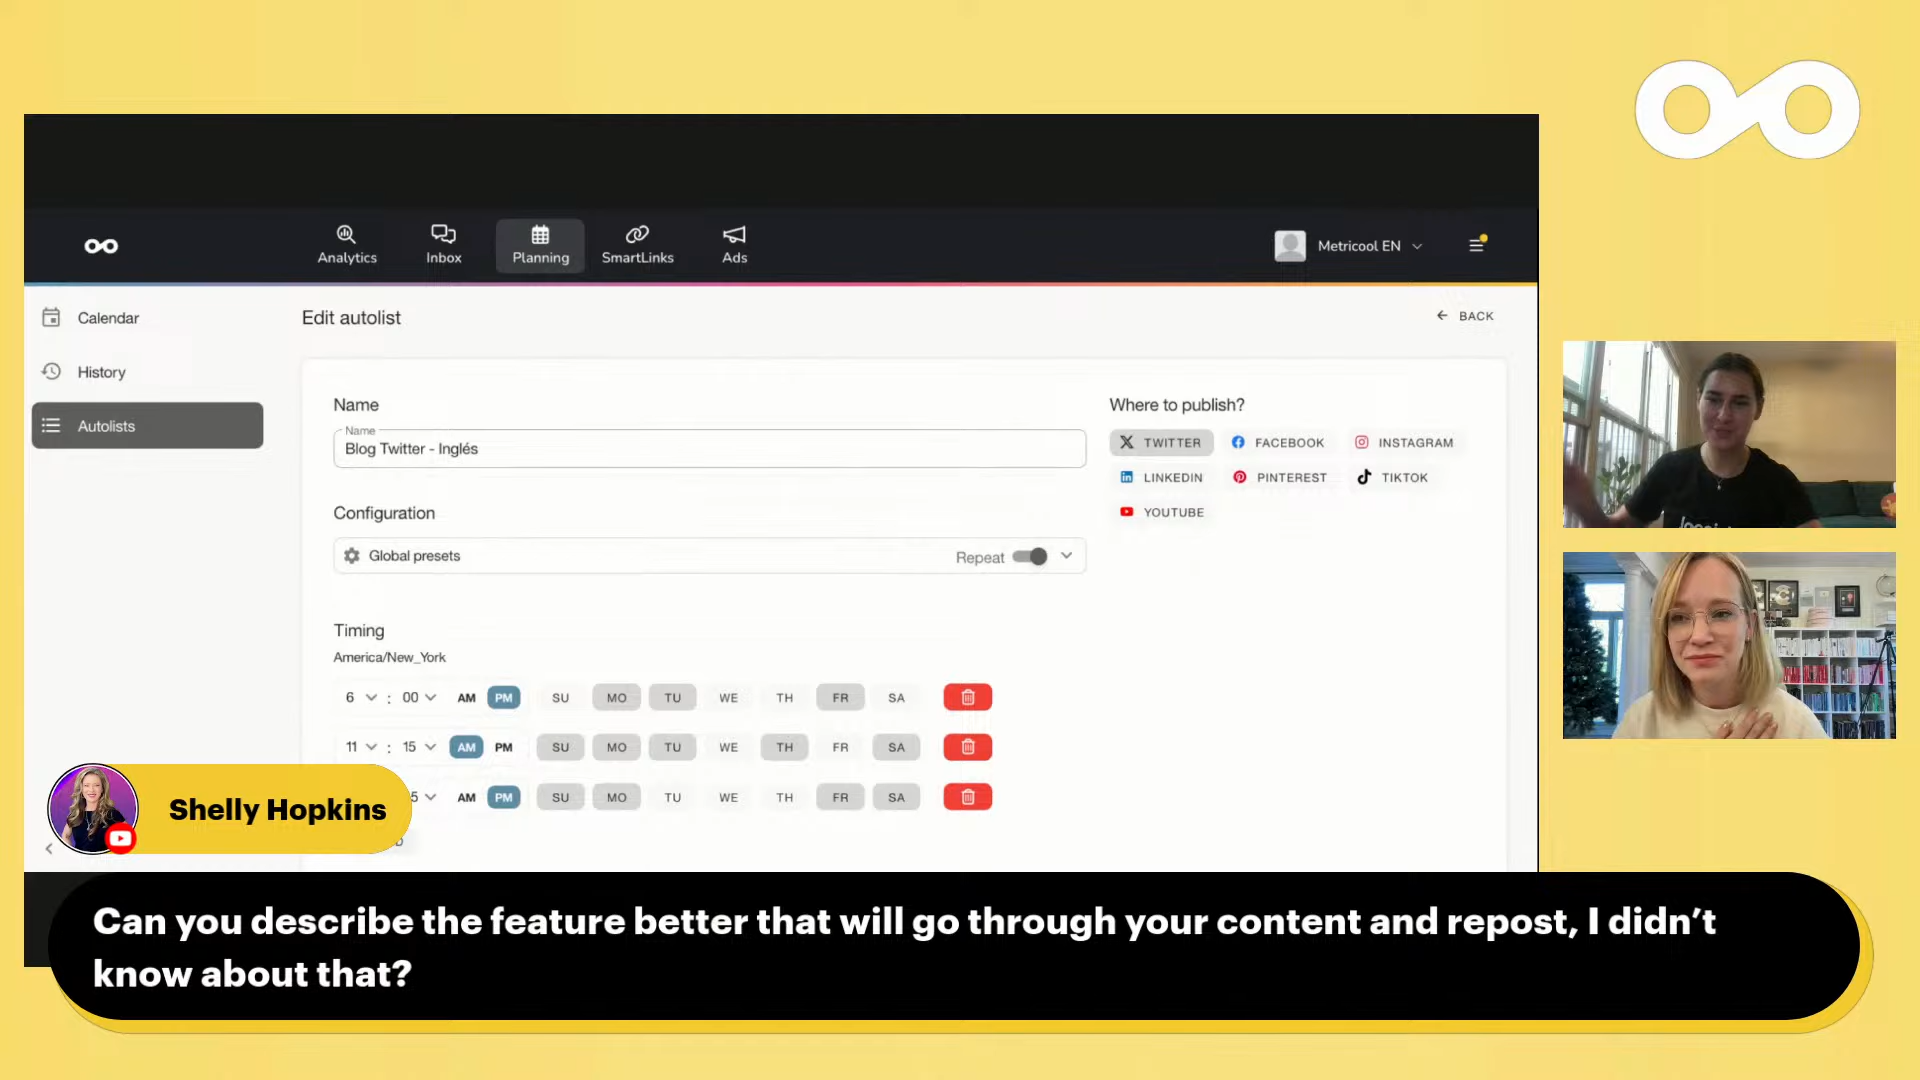 Analytics
Inbox
Planning
SmartLinks
Ads
Metricool EN
Calendar
History
Autolists
Edit autolist
BACK
Name
Name
Blog Twitter - Inglés
Where to publish?
TWITTER FACEBOOK INSTAGRAM
LINKEDIN PINTEREST TIKTOK
YOUTUBE
Configuration
Global presets Repeat
Timing
America/New_York
6 : 00 AM PM SU MO TU WE TH FR SA
11 : 15 AM PM SU MO TU WE TH FR SA
5 AM PM SU MO TU WE TH FR SA
Shelly Hopkins
Can you describe the feature better that will go through your content and repost, I didn't
know about that?